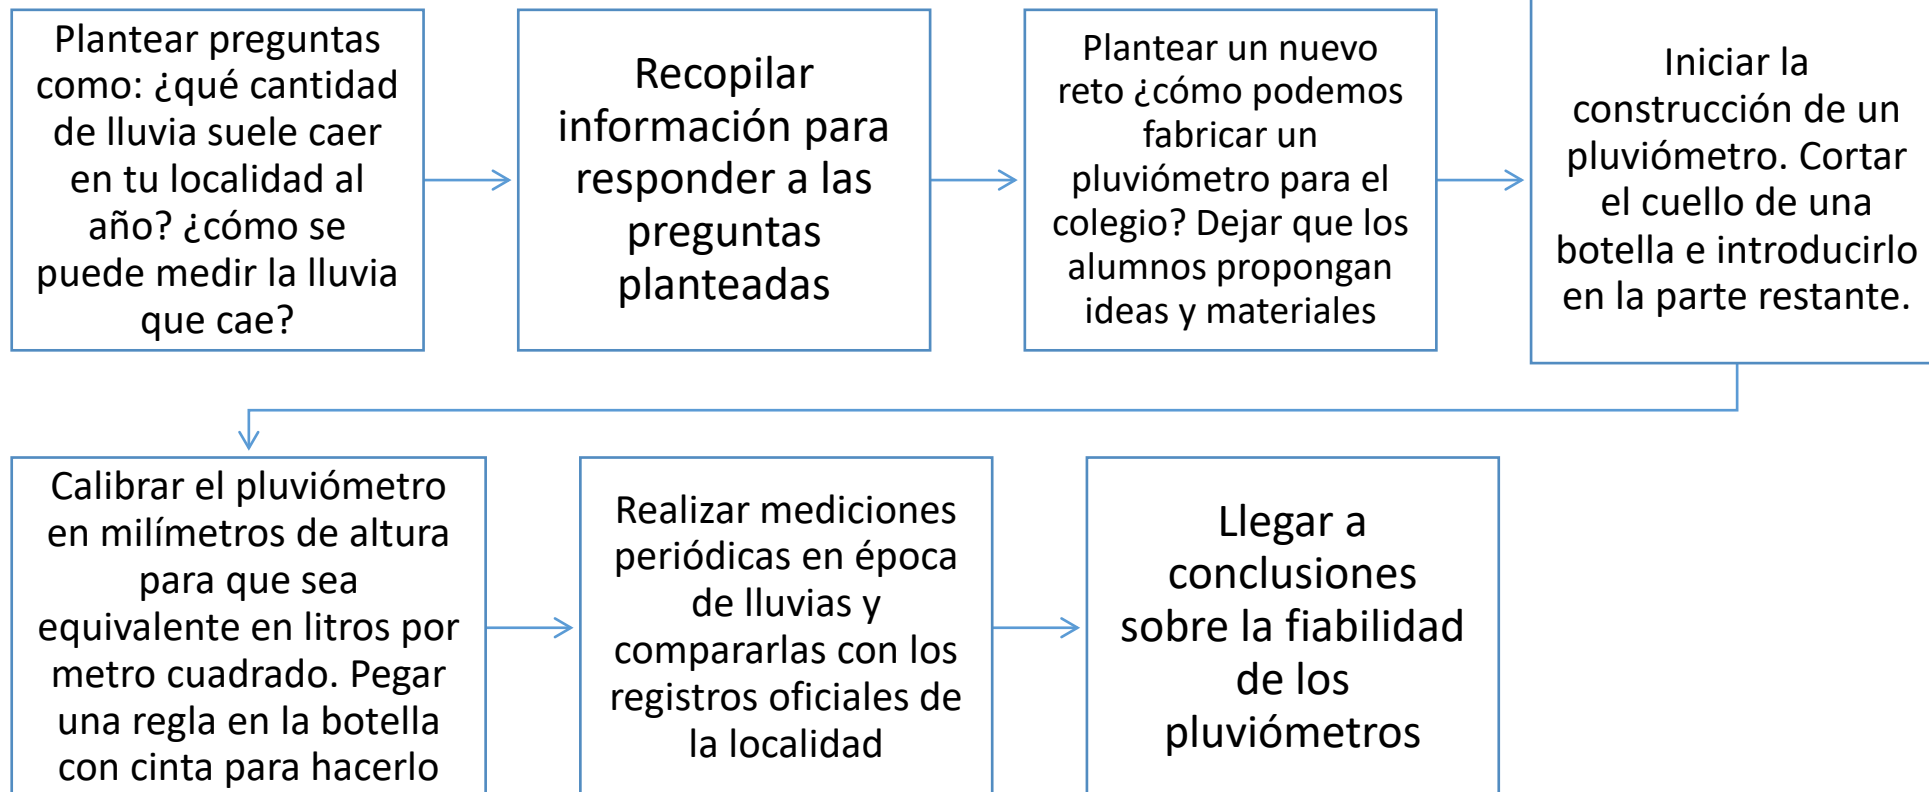 Plantear preguntas
como: ¿qué cantidad
de lluvia suele caer
en tu localidad al
año? ¿cómo se
puede medir la lluvia
que cae?
Recopilar
información para
responder a las
preguntas
planteadas
Plantear un nuevo
reto ¿cómo podemos
fabricar un
pluviómetro para el
colegio? Dejar que los
alumnos propongan
ideas y materiales
Iniciar la
construcción de un
pluviómetro. Cortar
el cuello de una
botella e introducirlo
en la parte restante.
Calibrar el pluviómetro
en milímetros de altura
para que sea
equivalente en litros por
metro cuadrado. Pegar
una regla en la botella
con cinta para hacerlo
Realizar mediciones
periódicas en época
de lluvias y
compararlas con los
registros oficiales de
la localidad
Llegar a
conclusiones
sobre la fiabilidad
de los
pluviómetros